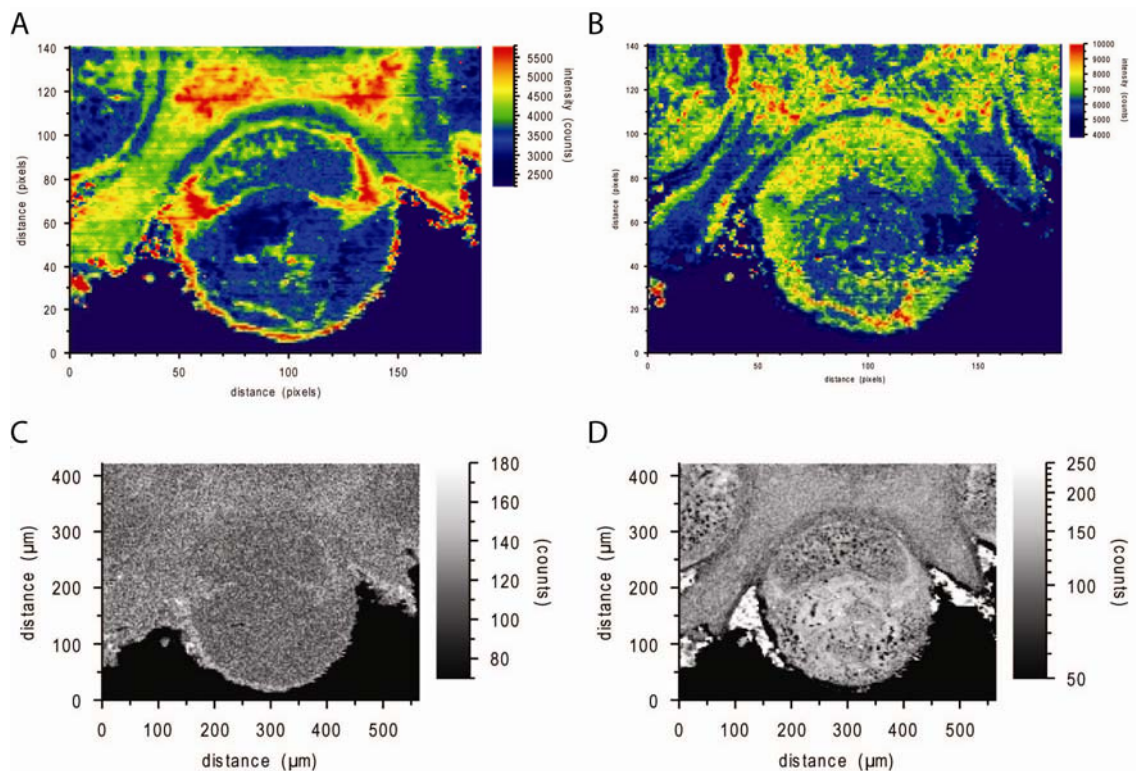 A
140
120
100
80
60
40
20
0
distance (pixels)
0 50 100 150
distance (pixels)
5500
5000
4500
4000
3500
3000
2500
intensity (counts)
B
140
120
100
80
60
40
20
0
distance (pixels)
0 50 100 150
distance (pixels)
10000
9000
8000
7000
6000
5000
4000
intensity (counts)
C
400
300
200
100
0
distance (µm)
0 100 200 300 400 500
distance (µm)
180
160
140
120
100
80
(counts)
D
400
300
200
100
0
distance (µm)
0 100 200 300 400 500
distance (µm)
250
200
150
100
50
(counts)